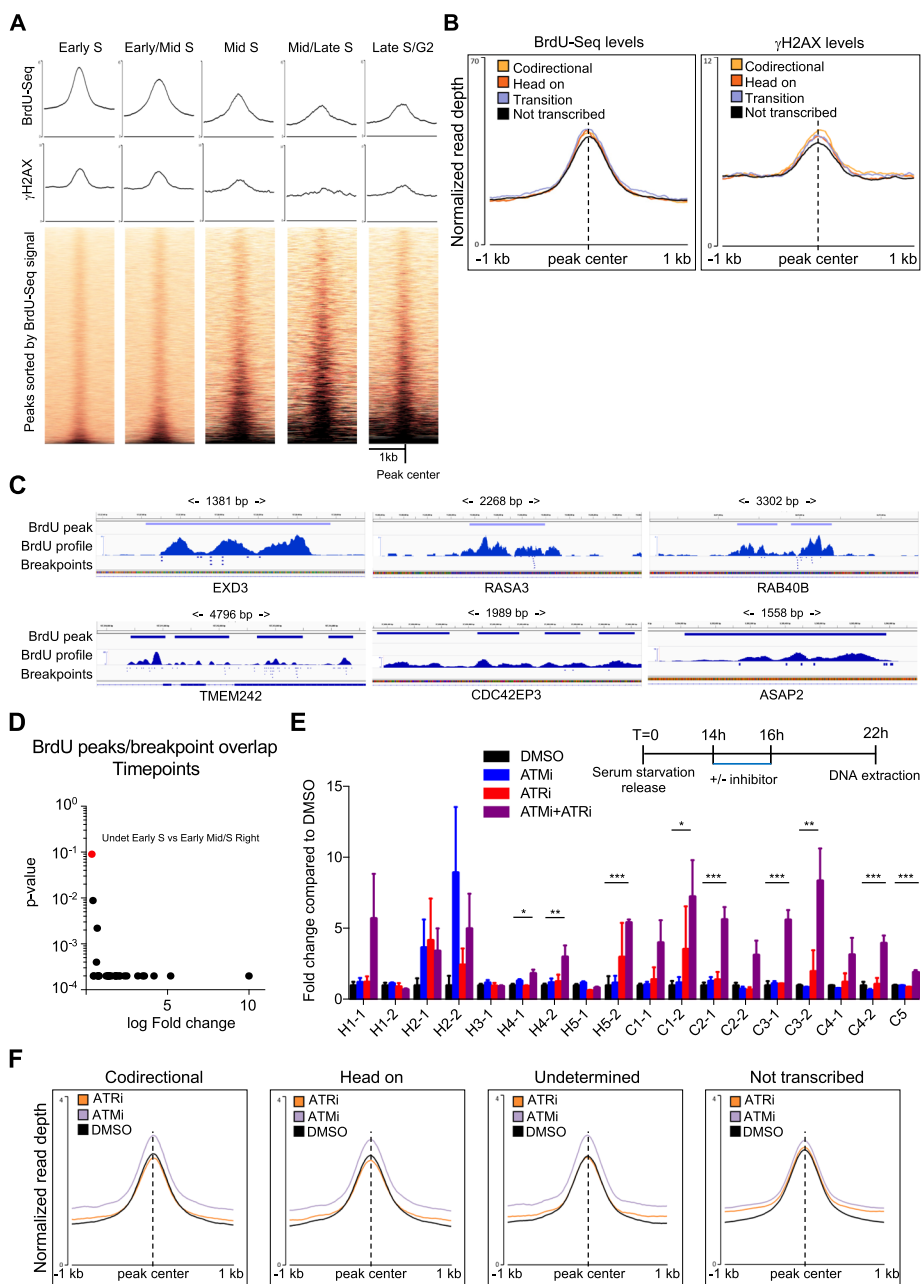 A
Early S
Early/Mid S
Mid S
Mid/Late S
Late S/G2
BrdU-Seq
γH2AX
Peaks sorted by BrdU-Seq signal
1kb
Peak center
B
BrdU-Seq levels
γH2AX levels
Normalized read depth
70
Codirectional
Head on
Transition
Not transcribed
0
-1 kb
peak center
1 kb
12
Codirectional
Head on
Transition
Not transcribed
0
-1 kb
peak center
1 kb
C
<- 1381 bp ->
<- 2268 bp ->
<- 3302 bp ->
BrdU peak
BrdU profile
Breakpoints
EXD3
RASA3
RAB40B
<- 4796 bp ->
<- 1989 bp ->
<- 1558 bp ->
BrdU peak
BrdU profile
Breakpoints
TMEM242
CDC42EP3
ASAP2
D
BrdU peaks/breakpoint overlap
Timepoints
Undet Early S vs Early Mid/S Right
p-value
10^0
10^-1
10^-2
10^-3
10^-4
5
10
log Fold change
E
DMSO
ATMi
ATRi
ATMi+ATRi
T=0
14h
16h
22h
Serum starvation
release
+/- inhibitor
DNA extraction
Fold change compared to DMSO
15
10
5
0
* ** *** * *** *** ** *** ***
H1-1
H1-2
H2-1
H2-2
H3-1
H4-1
H4-2
H5-1
H5-2
C1-1
C1-2
C2-1
C2-2
C3-1
C3-2
C4-1
C4-2
C5
F
Codirectional
Head on
Undetermined
Not transcribed
Normalized read depth
4
ATRi
ATMi
DMSO
0
-1 kb
peak center
1 kb
4
ATRi
ATMi
DMSO
0
-1 kb
peak center
1 kb
4
ATRi
ATMi
DMSO
0
-1 kb
peak center
1 kb
4
ATRi
ATMi
DMSO
0
-1 kb
peak center
1 kb